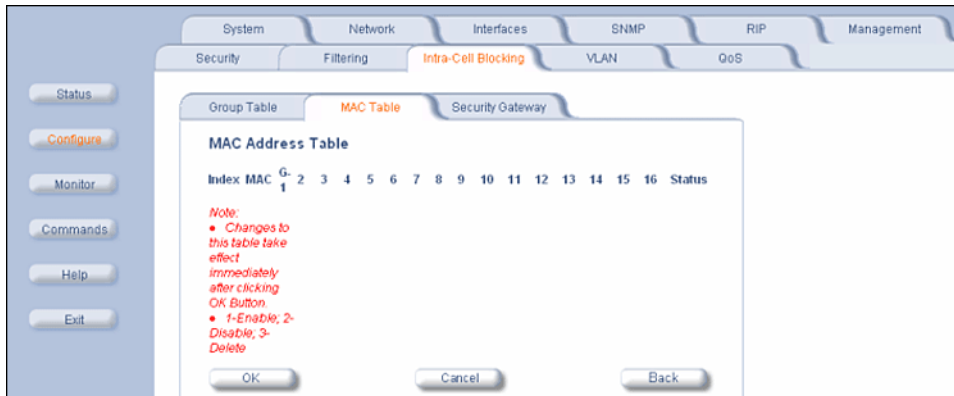 System Network Interfaces SNMP RIP Management
Security Filtering Intra-Cell Blocking VLAN QoS
Status
Configure
Monitor
Commands
Help
Exit
Group Table MAC Table Security Gateway
MAC Address Table
Index MAC G-1 2 3 4 5 6 7 8 9 10 11 12 13 14 15 16 Status
Note:
• Changes to
this table take
effect
immediately
after clicking
OK Button.
• 1-Enable; 2-
Disable; 3-
Delete
OK Cancel Back